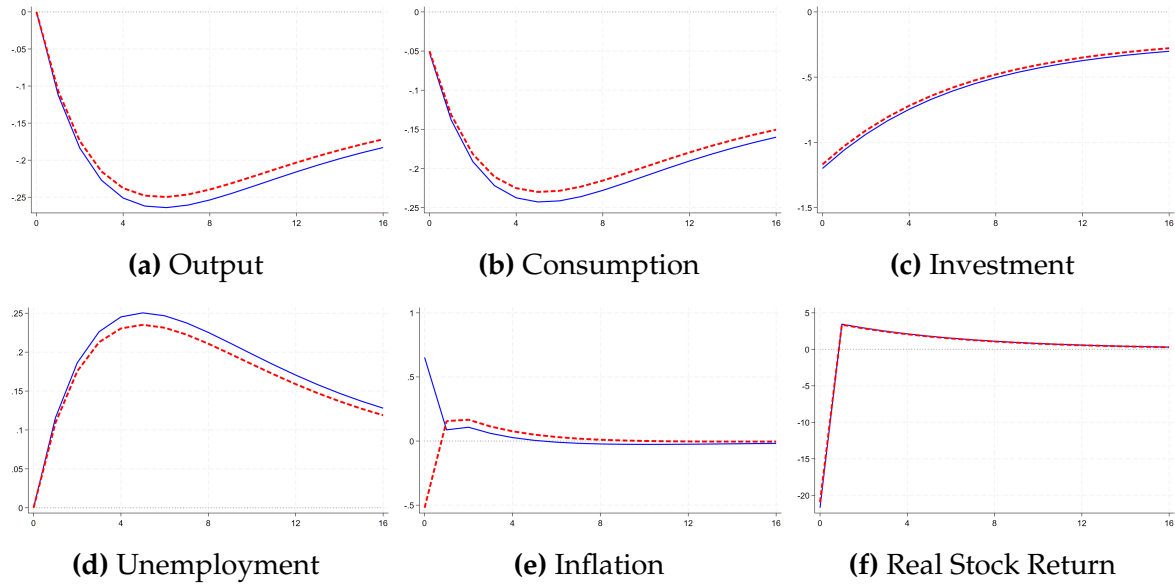 0
-.05
-.1
-.15
-.2
-.25
0 4 8 12 16
(a) Output
0
-.05
-.1
-.15
-.2
-.25
0 4 8 12 16
(b) Consumption
0
-.5
-1
-1.5
0 4 8 12 16
(c) Investment
.25
.2
.15
.1
.05
0
0 4 8 12 16
(d) Unemployment
1
.5
0
-.5
0 4 8 12 16
(e) Inflation
5
0
-5
-10
-15
-20
0 4 8 12 16
(f) Real Stock Return